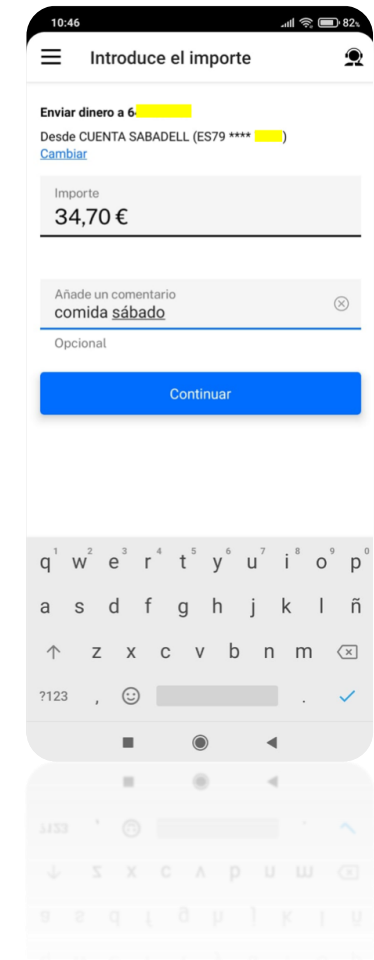 10:46 82%
Introduce el importe
Enviar dinero a 6
Desde CUENTA SABADELL (ES79 **** )
Cambiar
Importe
34,70 €
Añade un comentario
comida sábado
Opcional
Continuar
1 2 3 4 5 6 7 8 9 0
q w e r t y u i o p
a s d f g h j k l ñ
z x c v b n m
?123 , .